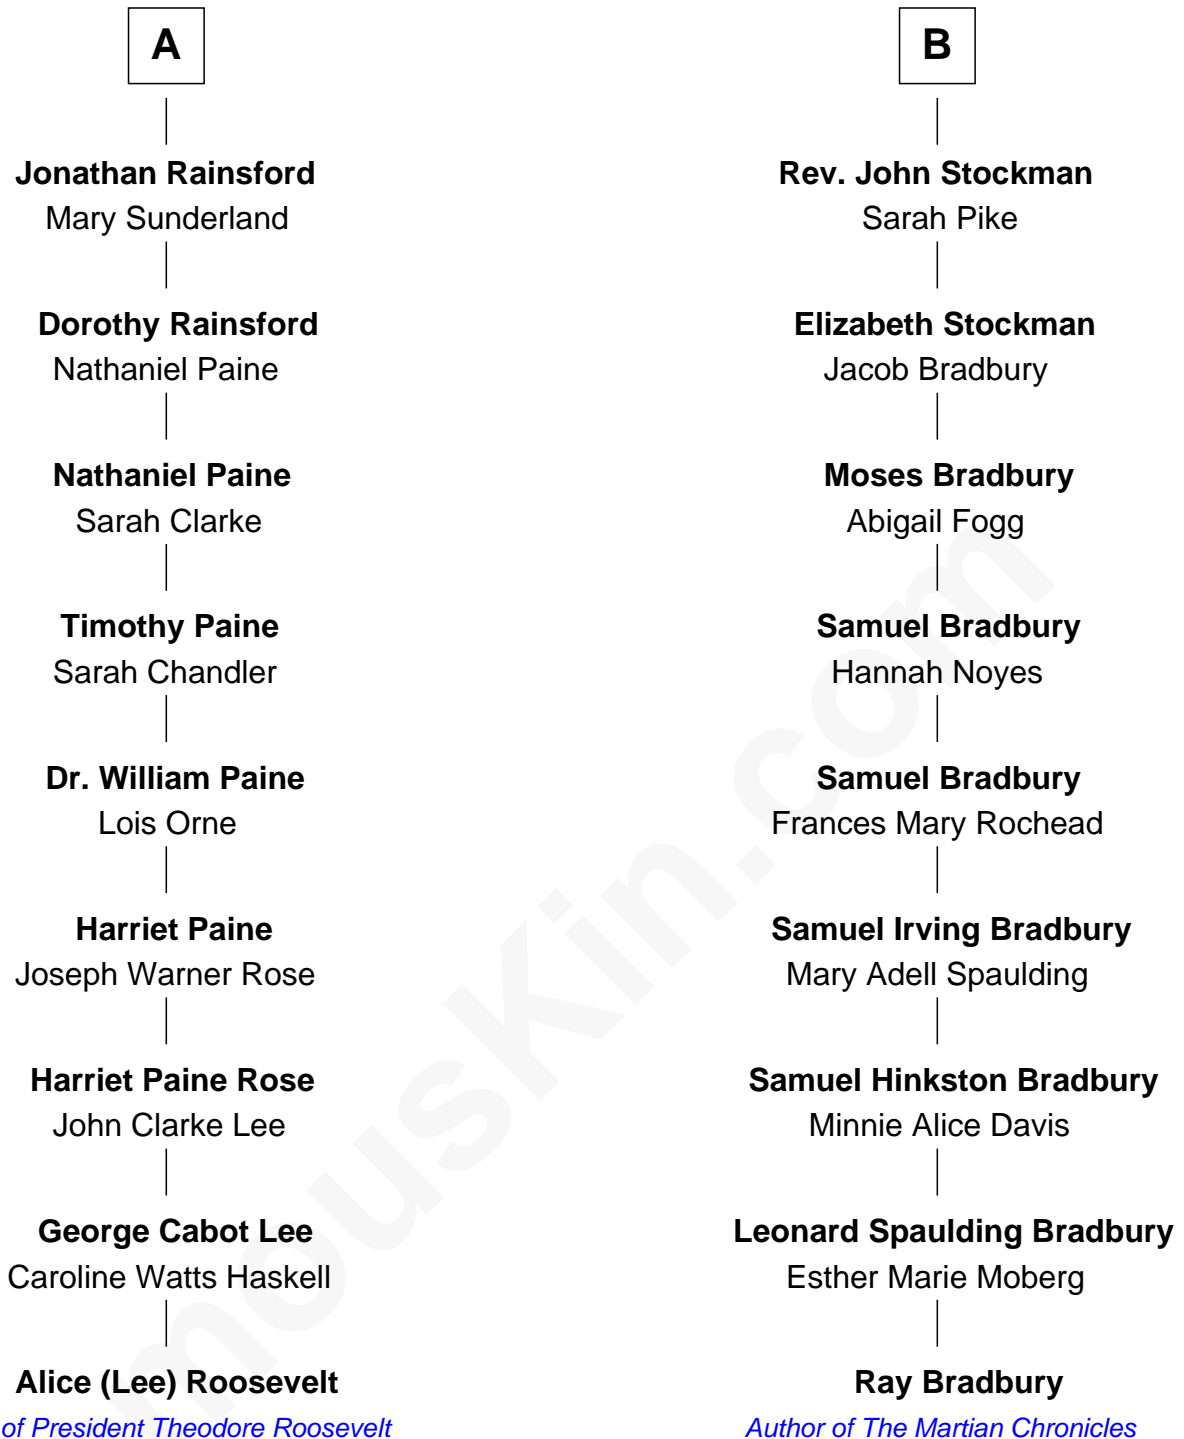 A
Jonathan Rainsford
Mary Sunderland
Dorothy Rainsford
Nathaniel Paine
Nathaniel Paine
Sarah Clarke
Timothy Paine
Sarah Chandler
Dr. William Paine
Lois Orne
Harriet Paine
Joseph Warner Rose
Harriet Paine Rose
John Clarke Lee
George Cabot Lee
Caroline Watts Haskell
Alice (Lee) Roosevelt
of President Theodore Roosevelt
B
Rev. John Stockman
Sarah Pike
Elizabeth Stockman
Jacob Bradbury
Moses Bradbury
Abigail Fogg
Samuel Bradbury
Hannah Noyes
Samuel Bradbury
Frances Mary Rochead
Samuel Irving Bradbury
Mary Adell Spaulding
Samuel Hinkston Bradbury
Minnie Alice Davis
Leonard Spaulding Bradbury
Esther Marie Moberg
Ray Bradbury
Author of The Martian Chronicles
mousKin.com